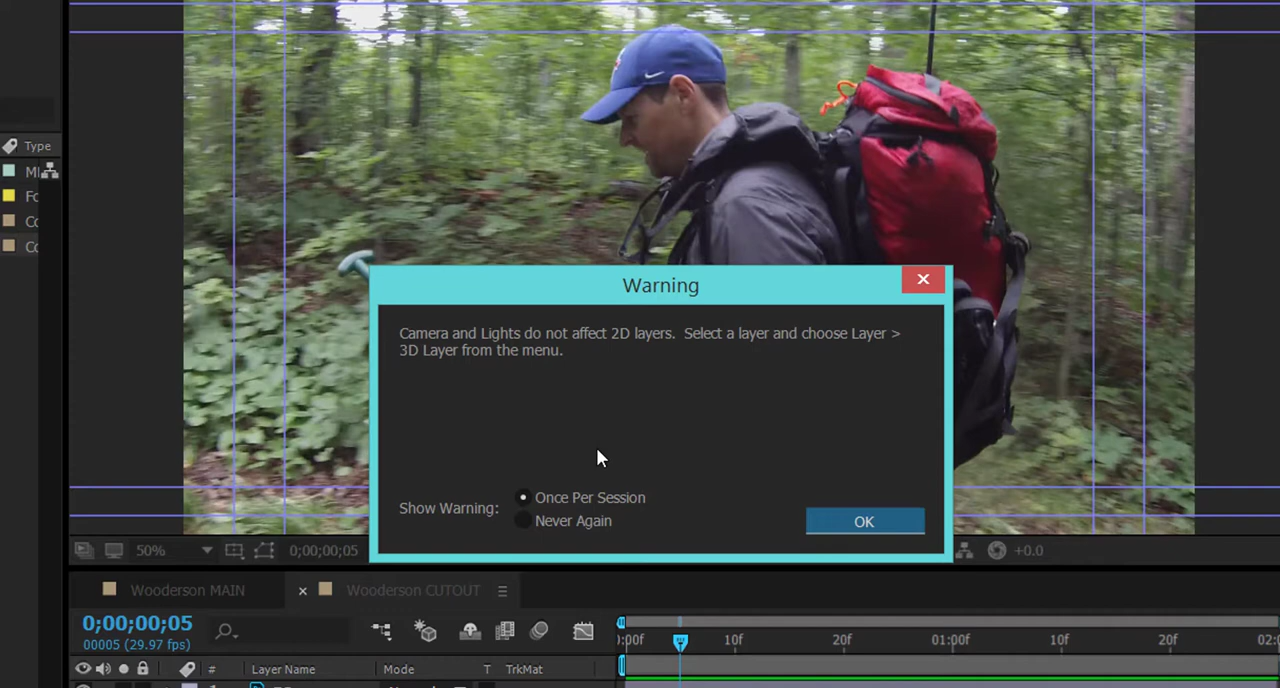 Type
Warning
Camera and Lights do not affect 2D layers.  Select a layer and choose Layer >
3D Layer from the menu.
Show Warning:
Once Per Session
Never Again
OK
50%
0;00;00;05
+0.0
Wooderson MAIN
Wooderson CUTOUT
0;00;00;05
00005 (29.97 fps)
10f
20f
01:00f
10f
20f
#
Layer Name
Mode
T
TrkMat